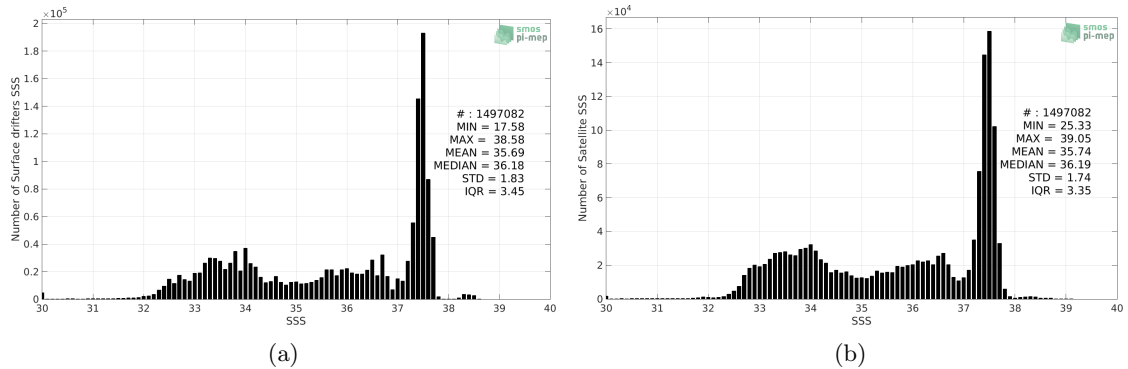 ×10⁵
2
1.8
1.6
1.4
1.2
1
0.8
0.6
0.4
0.2
0
Number of Surface drifters SSS
smos
pi-mep
# : 1497082
MIN = 17.58
MAX = 38.58
MEAN = 35.69
MEDIAN = 36.18
STD = 1.83
IQR = 3.45
30 31 32 33 34 35 36 37 38 39 40
SSS
(a)
×10⁴
16
14
12
10
8
6
4
2
0
Number of Satellite SSS
smos
pi-mep
# : 1497082
MIN = 25.33
MAX = 39.05
MEAN = 35.74
MEDIAN = 36.19
STD = 1.74
IQR = 3.35
30 31 32 33 34 35 36 37 38 39 40
SSS
(b)